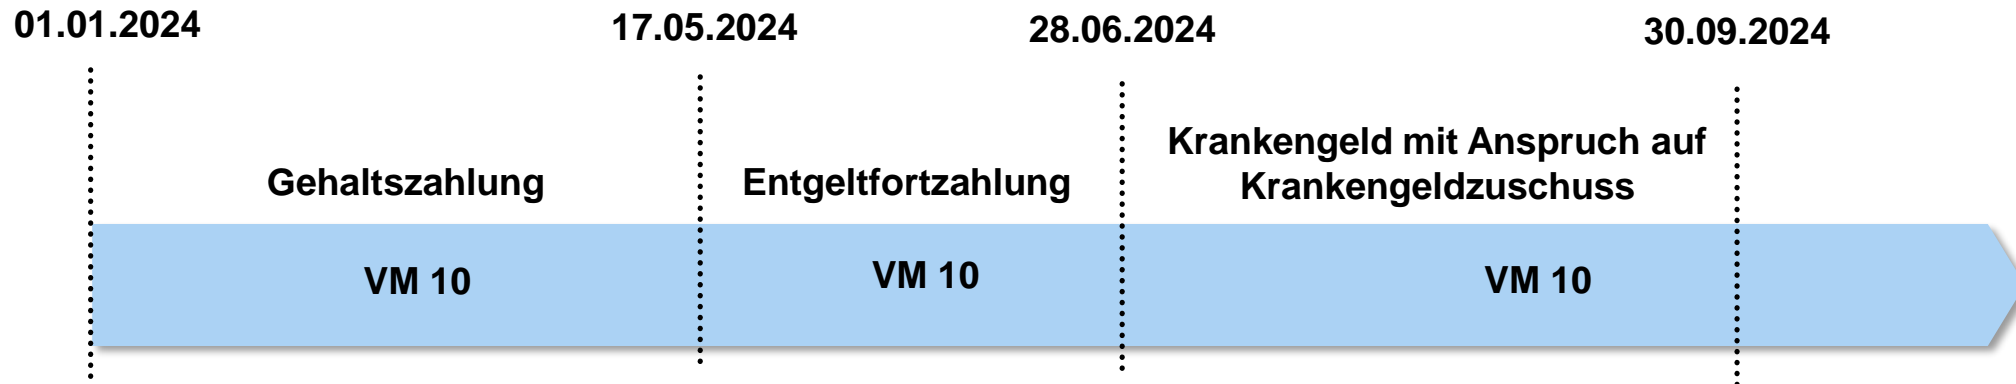 01.01.2024
17.05.2024
28.06.2024
30.09.2024
Gehaltszahlung
Entgeltfortzahlung
Krankengeld mit Anspruch auf
Krankengeldzuschuss
VM 10
VM 10
VM 10